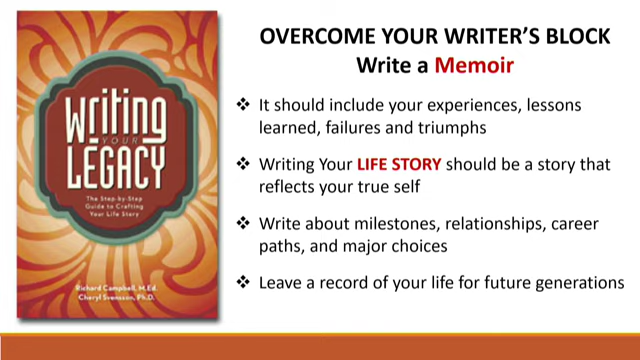 Writing
YOUR
LEGACY
The Step-by-Step
Guide to Crafting
Your Life Story
Richard Campbell, M.Ed.
Cheryl Svensson, Ph.D.
OVERCOME YOUR WRITER’S BLOCK
Write a Memoir
❖ It should include your experiences, lessons
learned, failures and triumphs
❖ Writing Your LIFE STORY should be a story that
reflects your true self
❖ Write about milestones, relationships, career
paths, and major choices
❖ Leave a record of your life for future generations